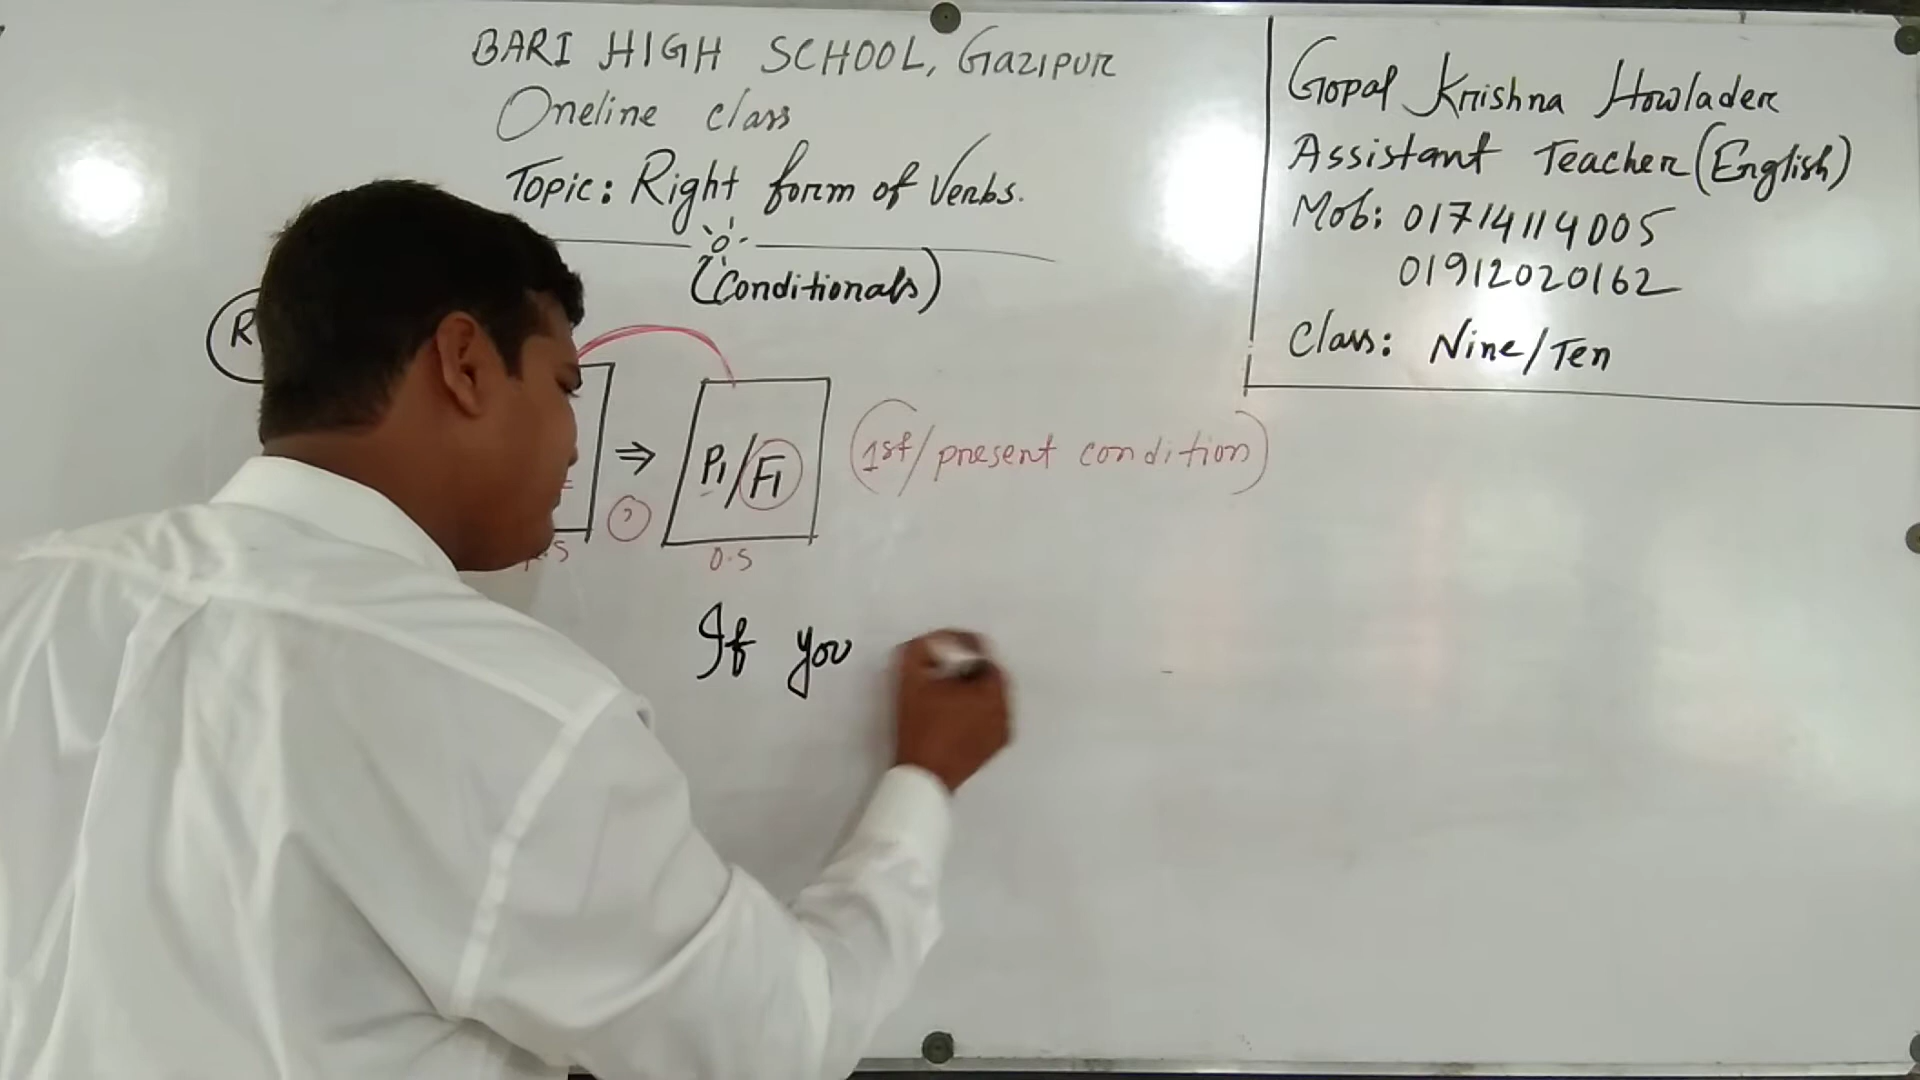 BARI HIGH SCHOOL, Gazipur
Oneline class
Topic: Right form of Verbs.
(Conditionals)
Gopal Krishna Howlader
Assistant Teacher (English)
Mob: 01714114005
01912020162
Class: Nine/Ten
R
⇒ P1/F1 (1st/present condition)
,
.S O.S
If you